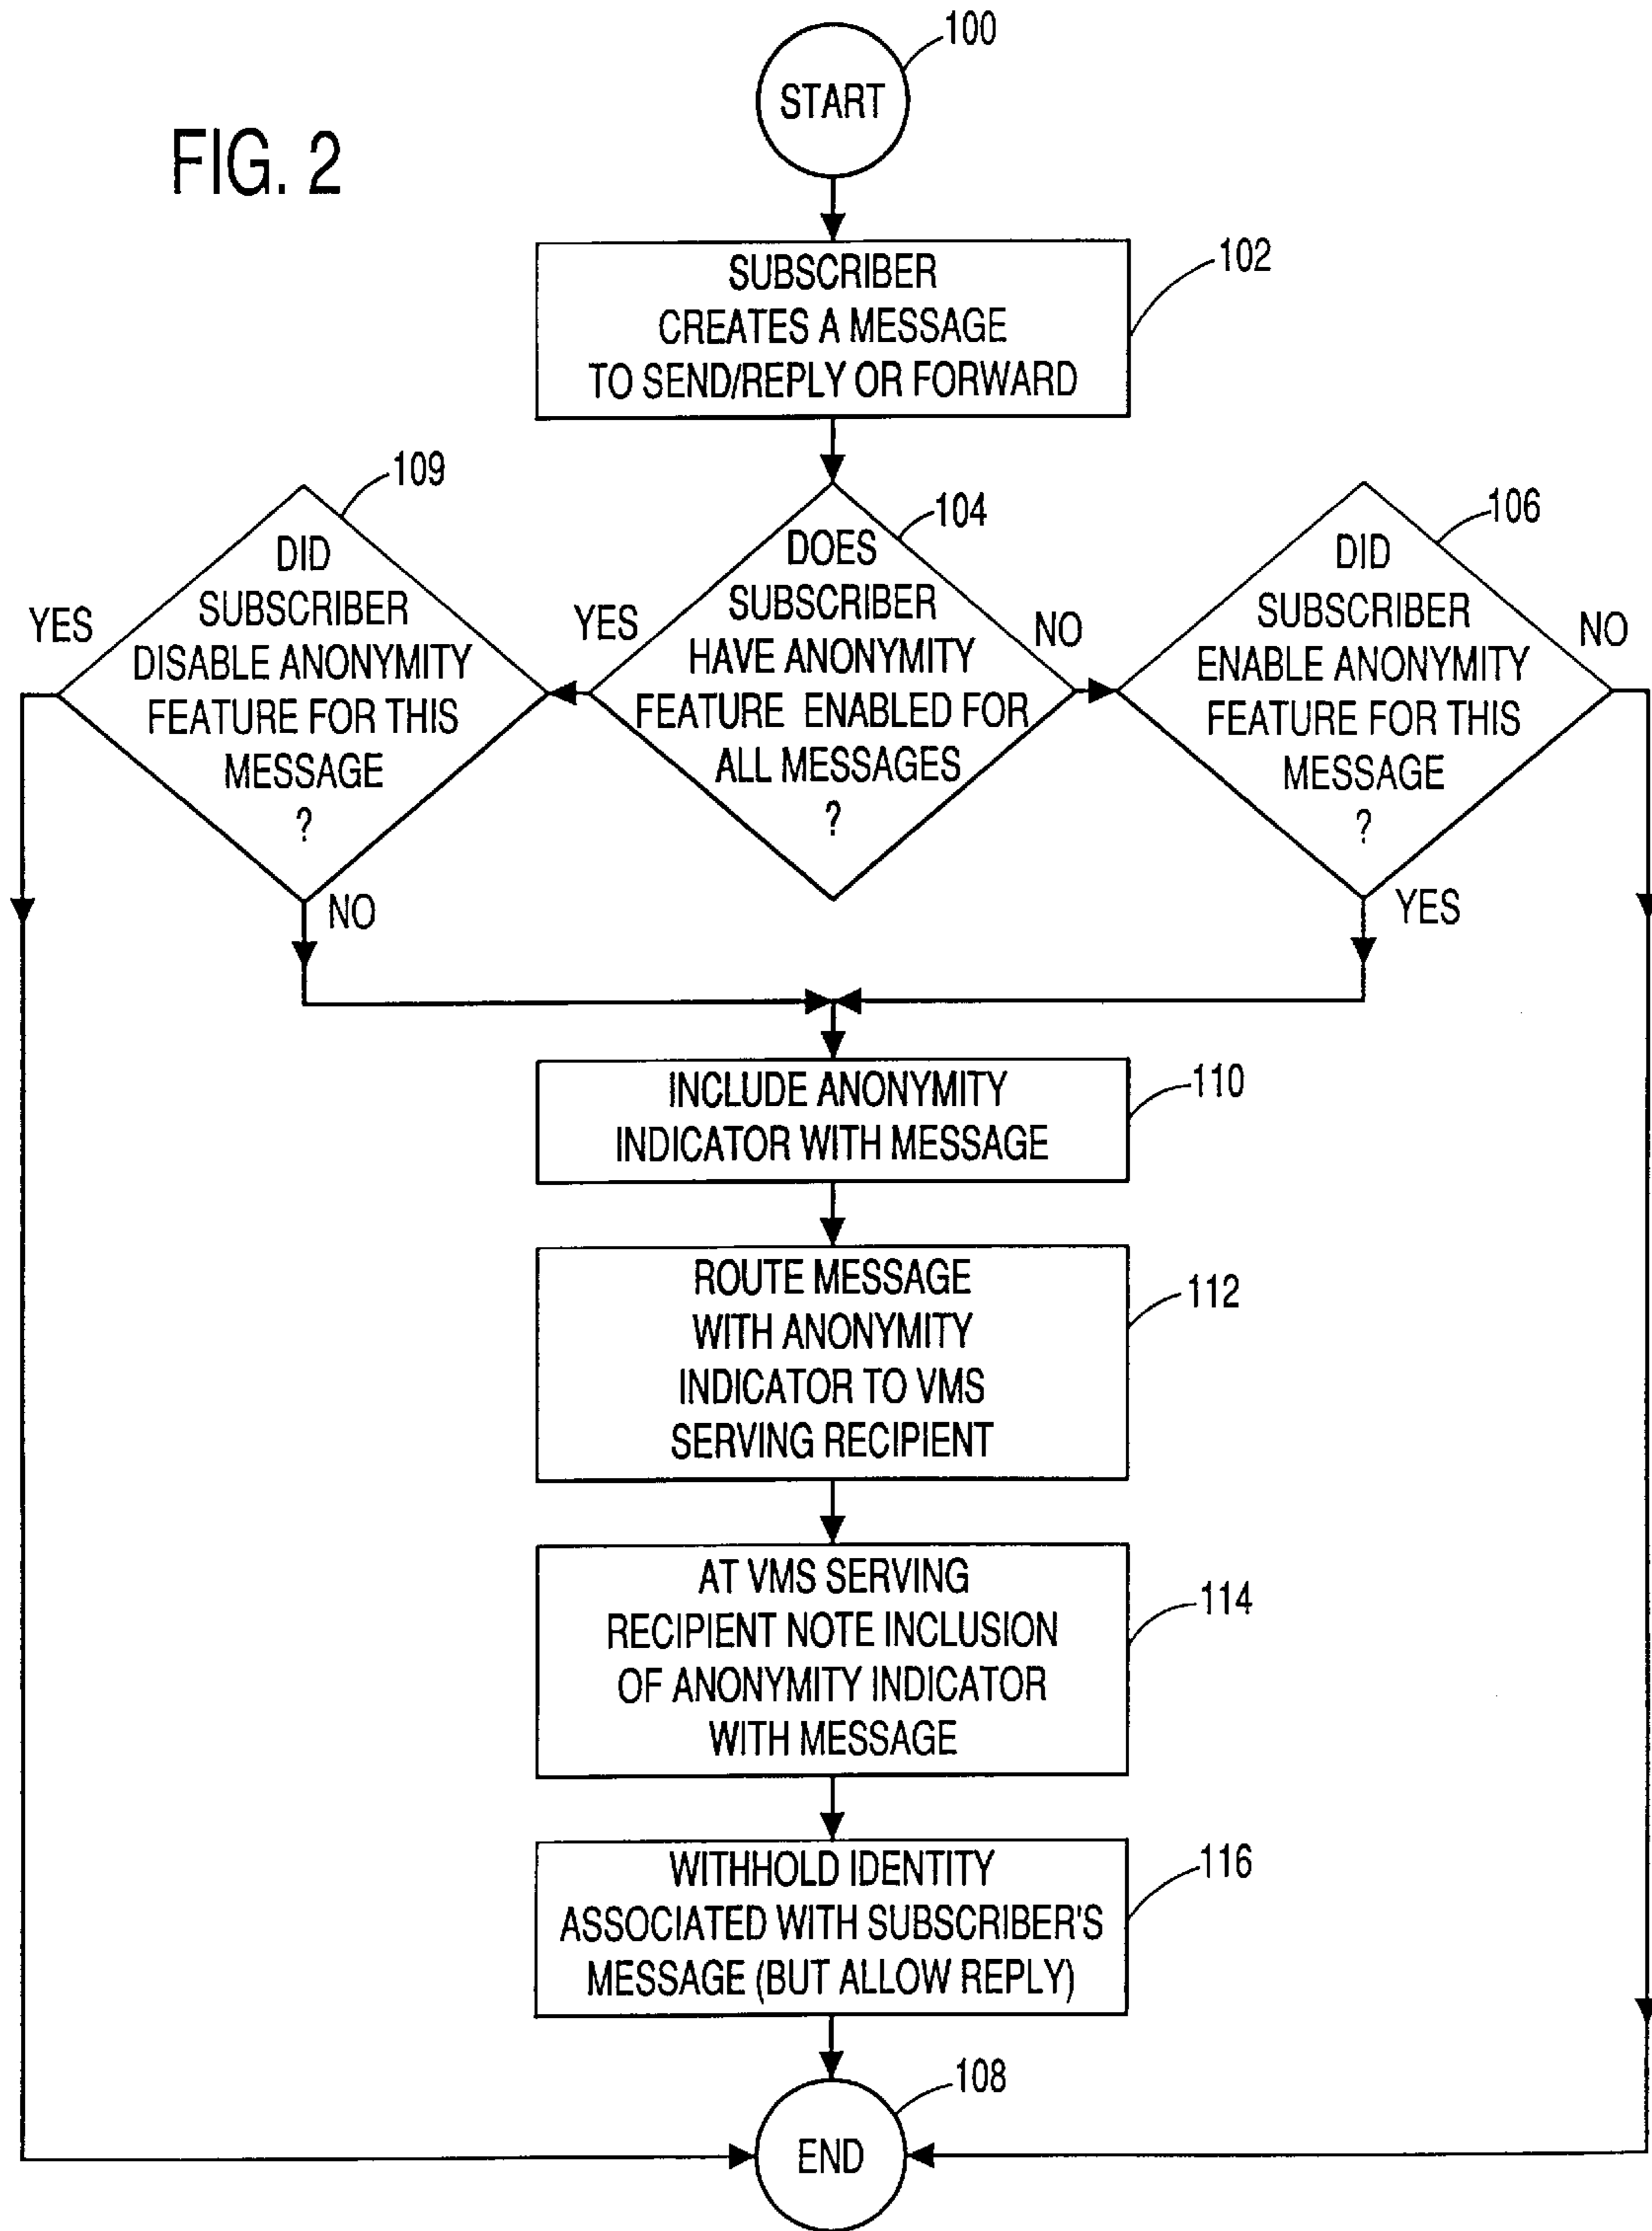 FIG. 2
100
START
102
SUBSCRIBER
CREATES A MESSAGE
TO SEND/REPLY OR FORWARD
109
DID
SUBSCRIBER
DISABLE ANONYMITY
FEATURE FOR THIS
MESSAGE
?
YES
NO
104
DOES
SUBSCRIBER
HAVE ANONYMITY
FEATURE ENABLED FOR
ALL MESSAGES
?
YES
NO
106
DID
SUBSCRIBER
ENABLE ANONYMITY
FEATURE FOR THIS
MESSAGE
?
NO
YES
110
INCLUDE ANONYMITY
INDICATOR WITH MESSAGE
112
ROUTE MESSAGE
WITH ANONYMITY
INDICATOR TO VMS
SERVING RECIPIENT
114
AT VMS SERVING
RECIPIENT NOTE INCLUSION
OF ANONYMITY INDICATOR
WITH MESSAGE
116
WITHHOLD IDENTITY
ASSOCIATED WITH SUBSCRIBER'S
MESSAGE (BUT ALLOW REPLY)
108
END